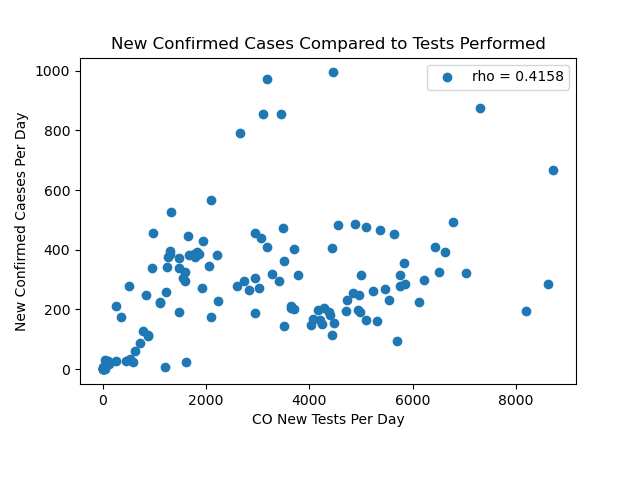 New Confirmed Cases Compared to Tests Performed
rho = 0.4158
New Confirmed Caeses Per Day
1000
800
600
400
200
0
0 2000 4000 6000 8000
CO New Tests Per Day